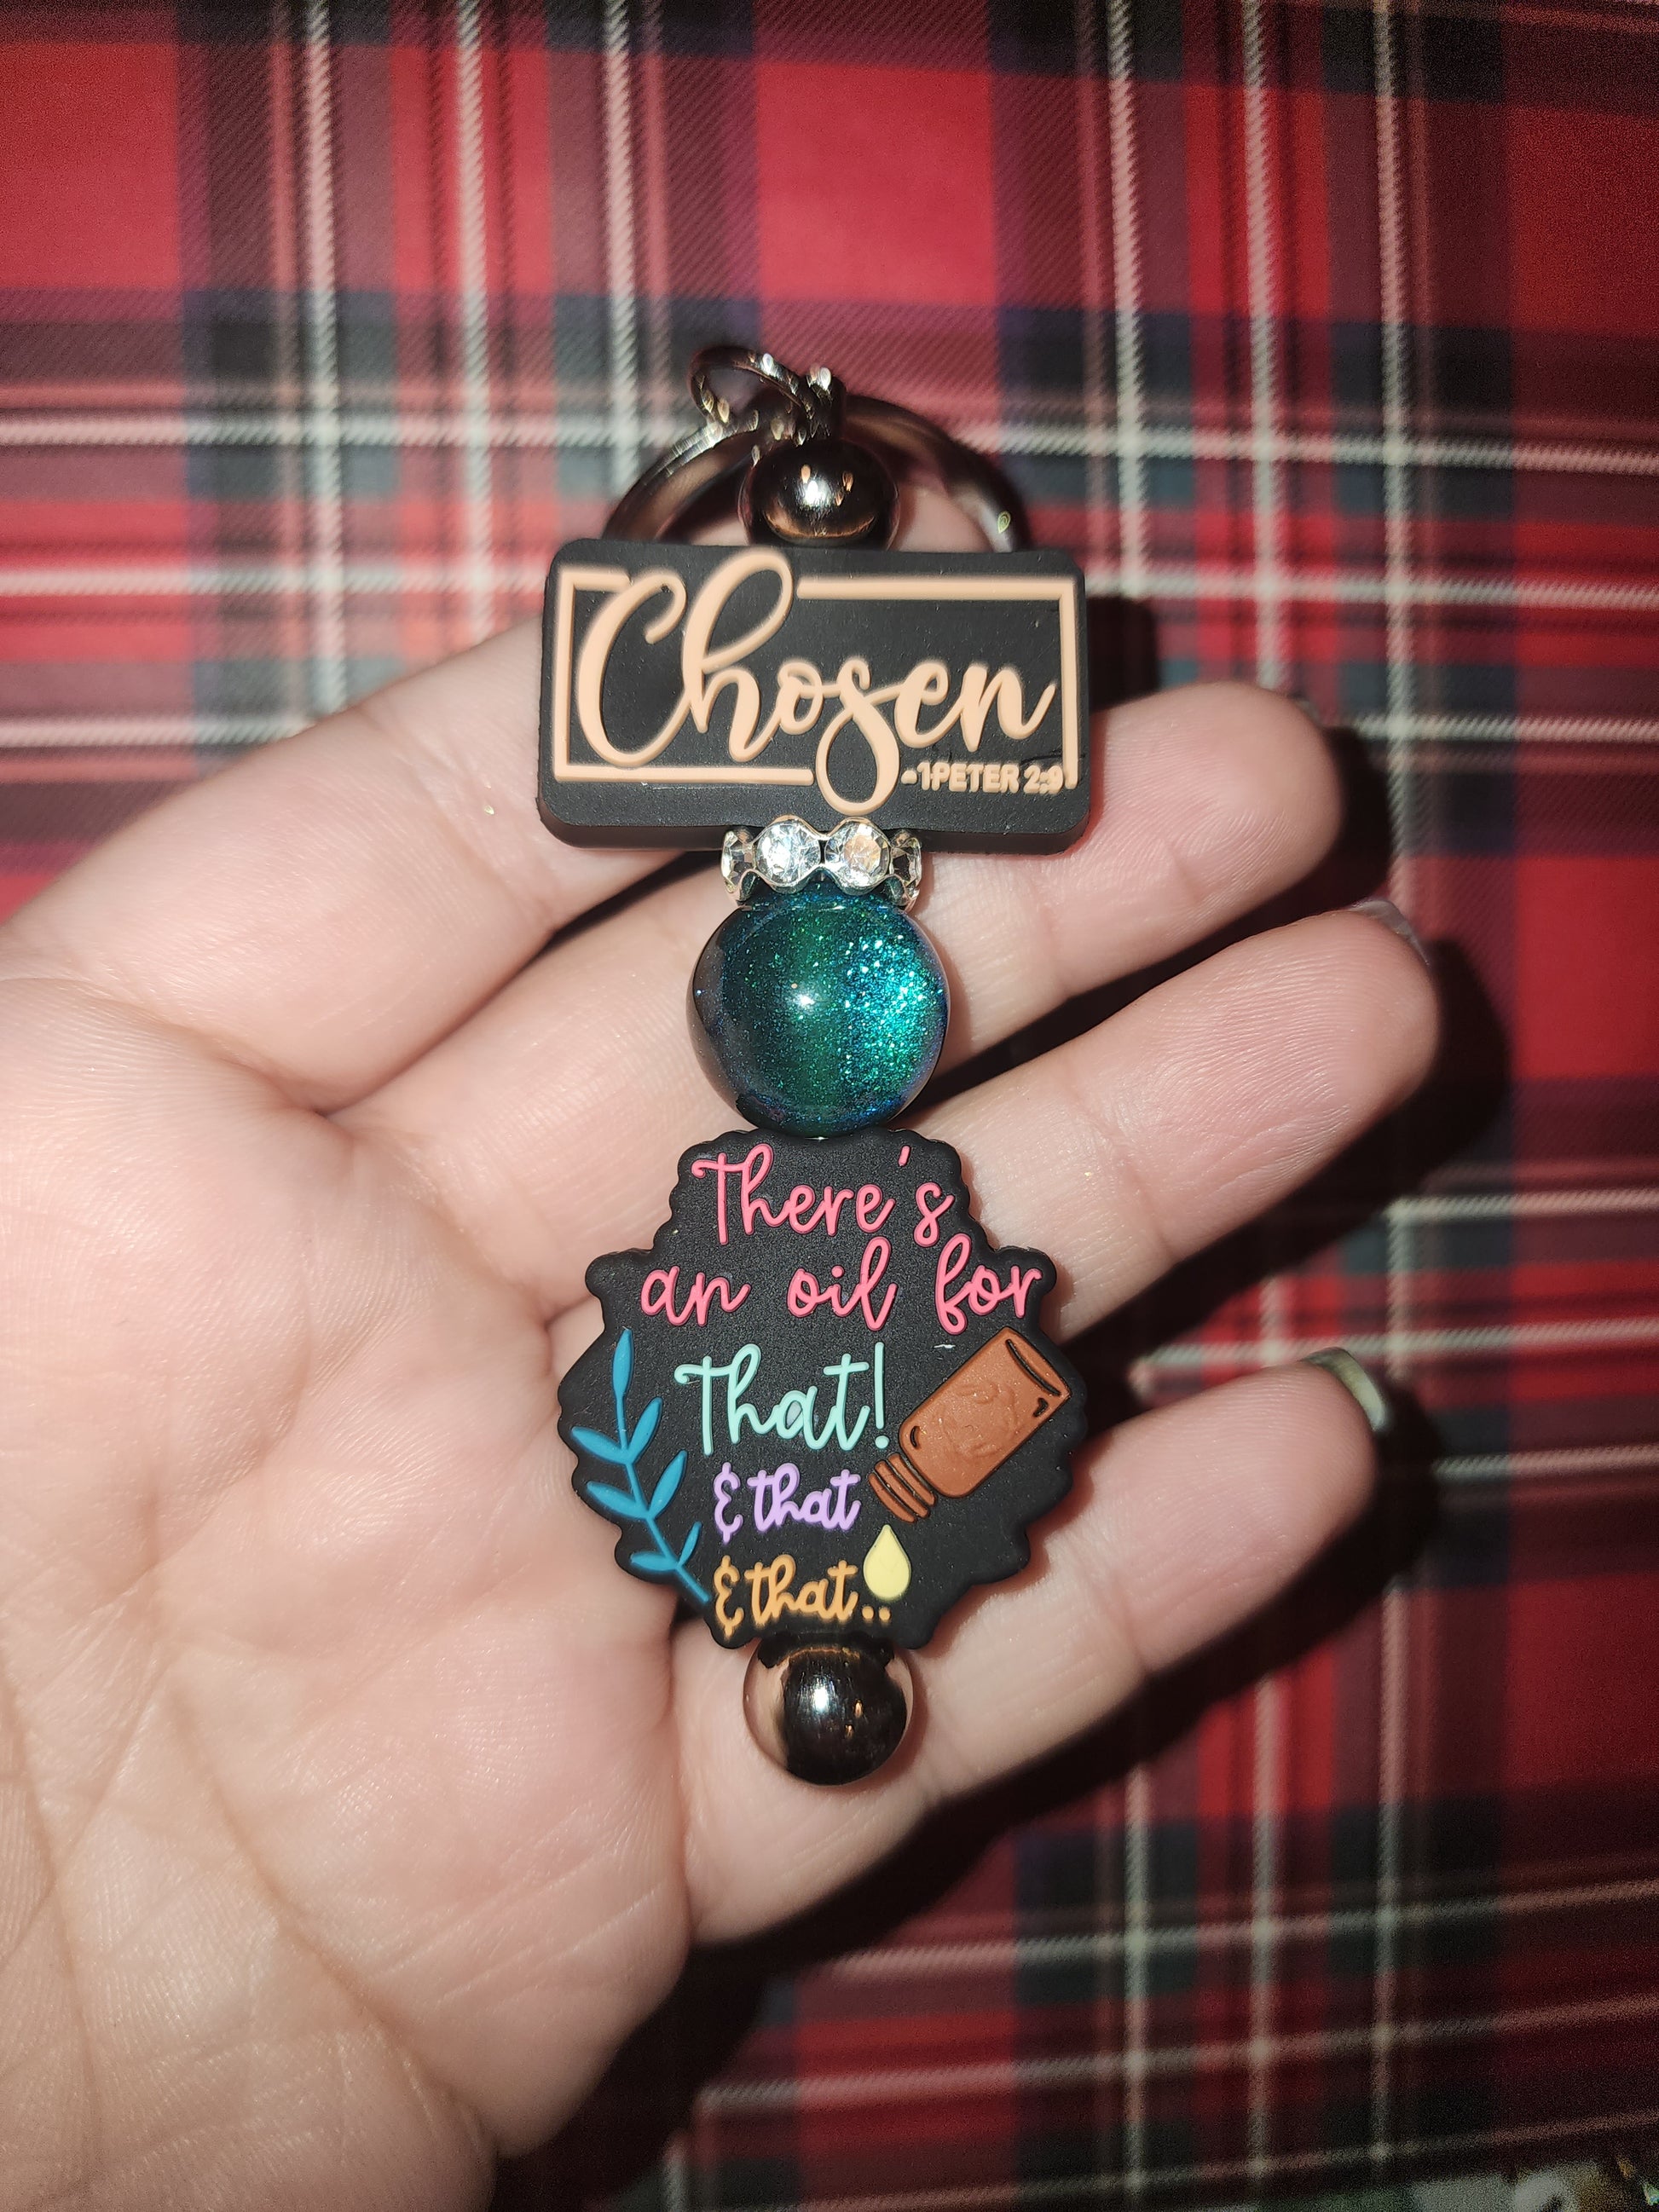 Chosen
-1PETER 2:9
There's
an oil for
That!
& that
& that..